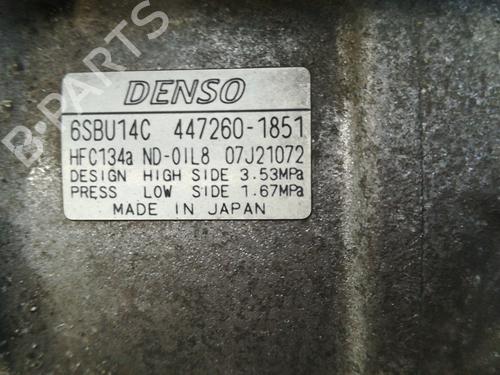 B-PARTS
DENSO
6SBU14C 447260-1851
HFC134a ND-OIL8 07J21072
DESIGN HIGH SIDE 3.53MPa
PRESS LOW SIDE 1.67MPa
MADE IN JAPAN